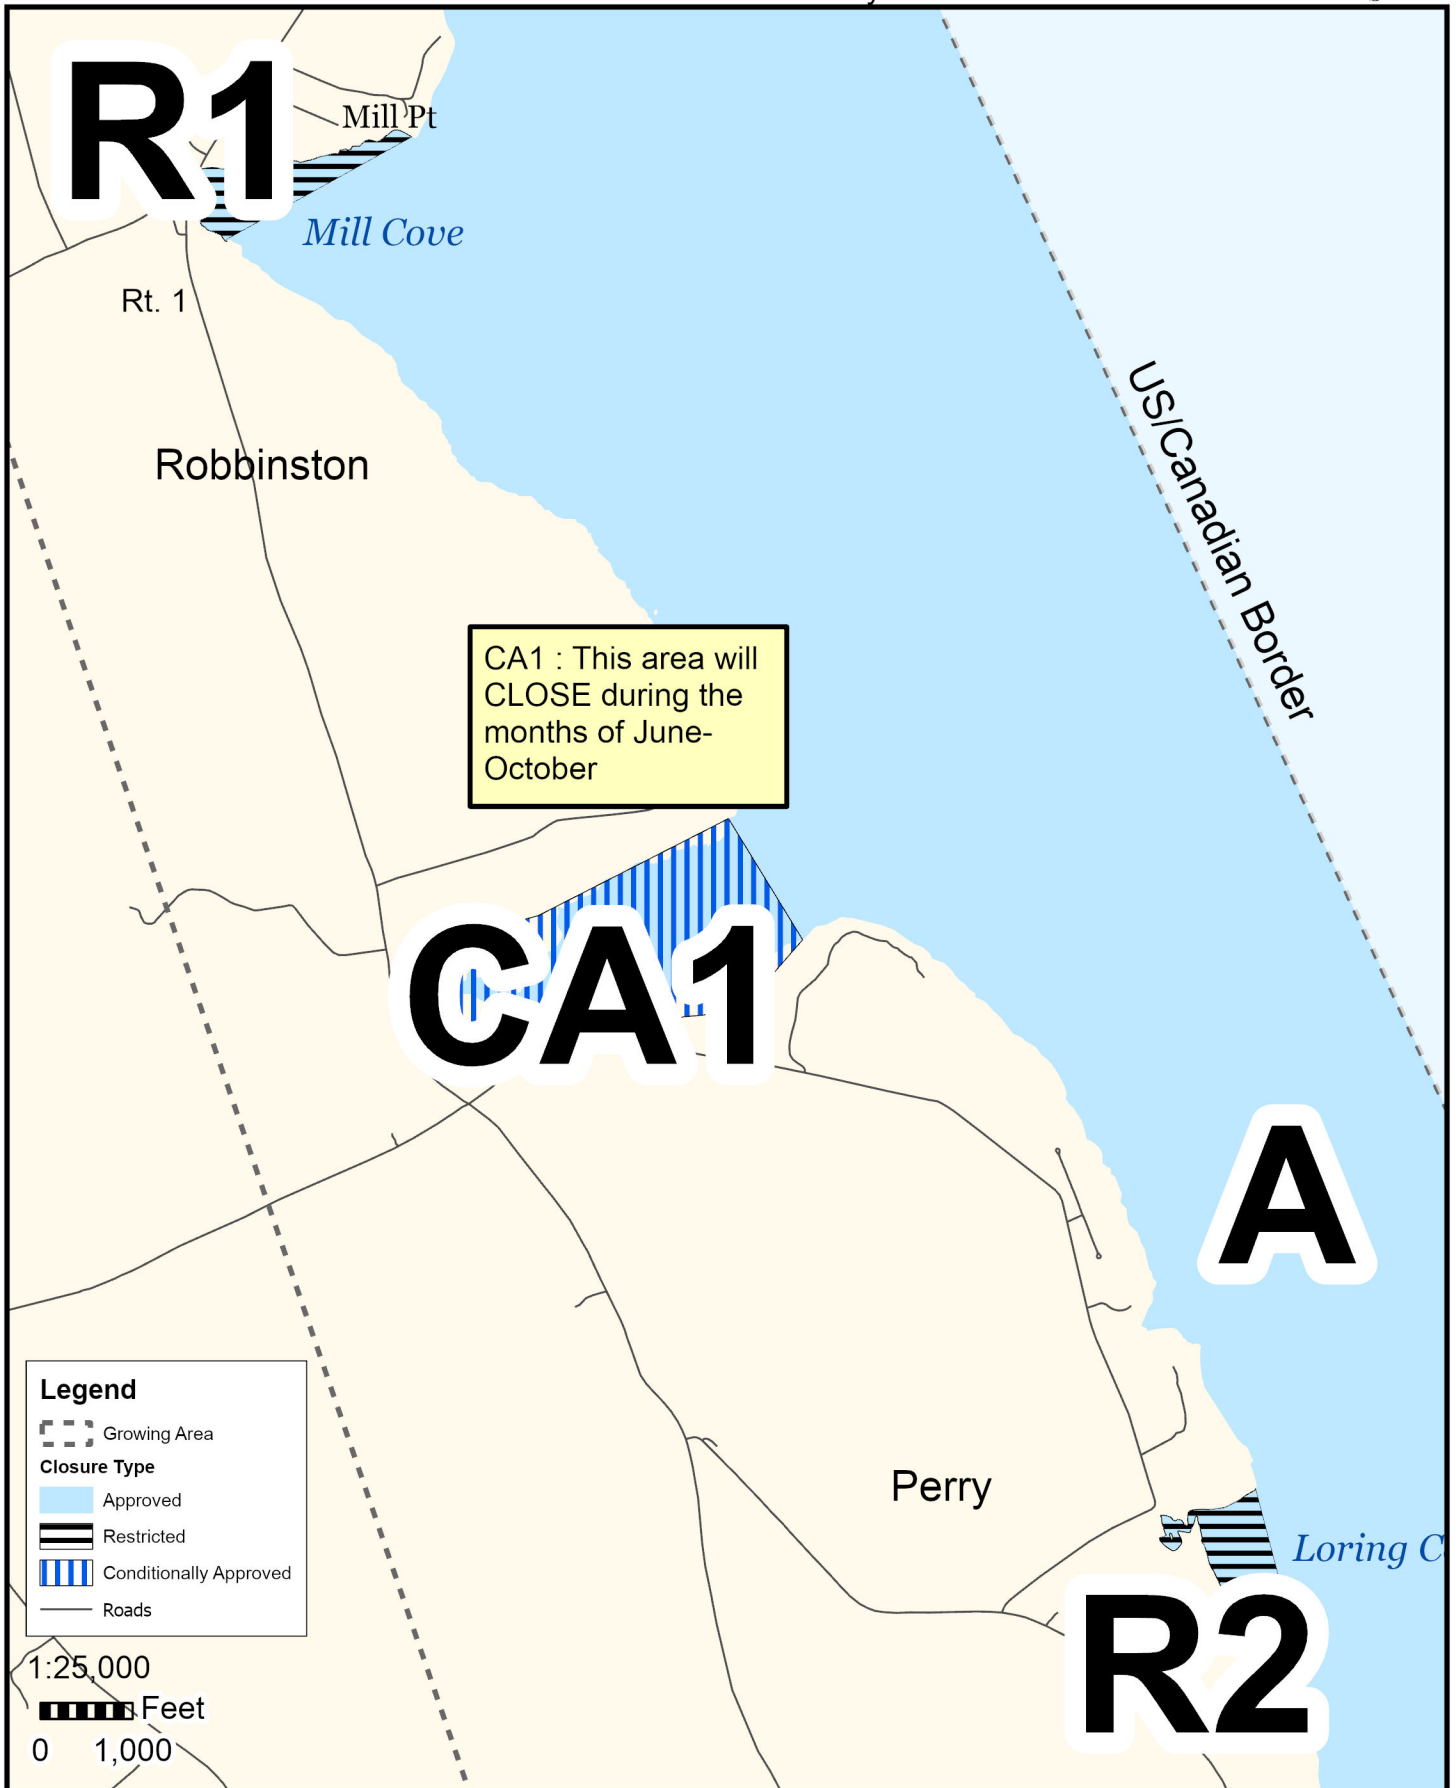 R1
Mill Pt
Mill Cove
Rt. 1
Robbinston
US/Canadian Border
CA1 : This area will
CLOSE during the
months of June-
October
CA1
A
Perry
Loring C
R2
Legend
Growing Area
Closure Type
Approved
Restricted
Conditionally Approved
Roads
1:25,000
Feet
0 1,000